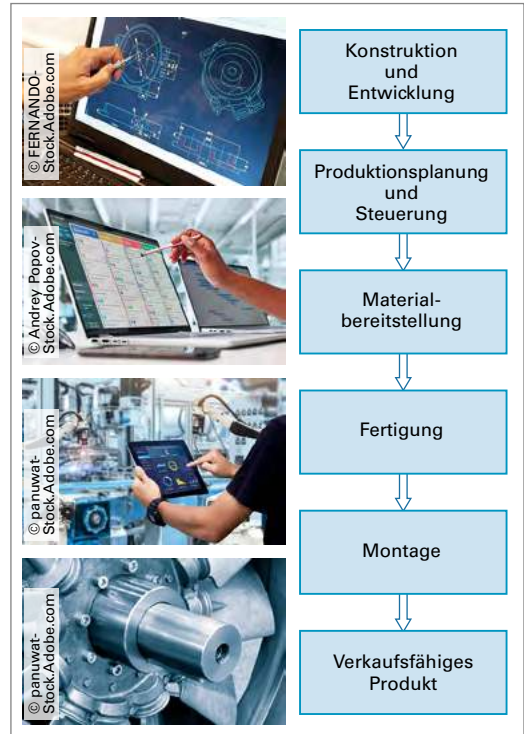 © FERNANDO-
Stock.Adobe.com
Konstruktion
und
Entwicklung
© Andrey Popov-
Stock.Adobe.com
Produktionsplanung
und
Steuerung
Material-
bereitstellung
© panuwat-
Stock.Adobe.com
Fertigung
Montage
© panuwat-
Stock.Adobe.com
Verkaufsfähiges
Produkt